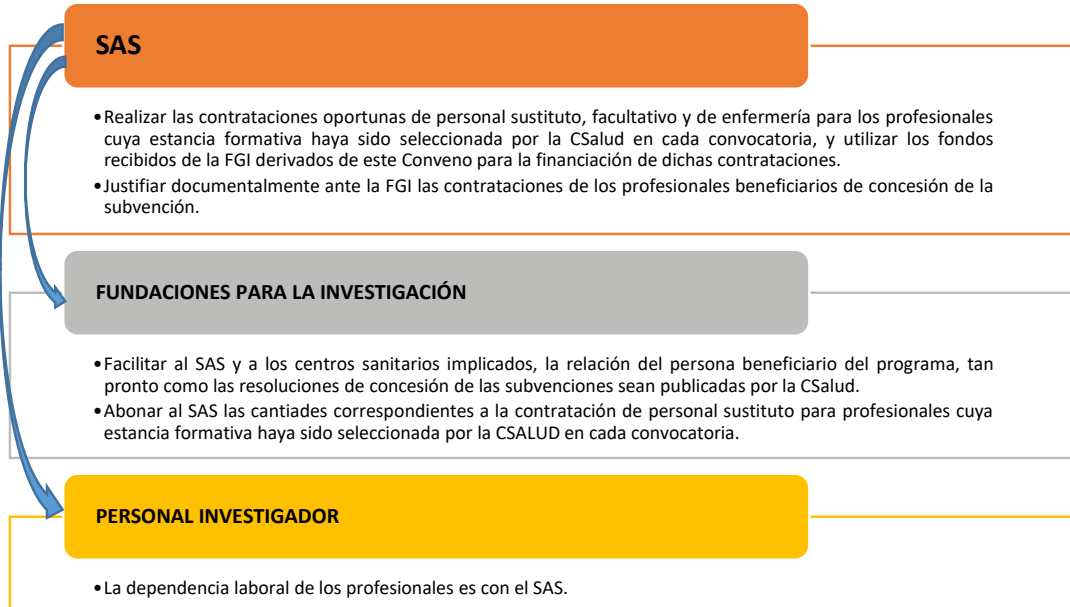 SAS
•Realizar las contrataciones oportunas de personal sustituto, facultativo y de enfermería para los profesionales
cuya estancia formativa haya sido seleccionada por la CSalud en cada convocatoria, y utilizar los fondos
recibidos de la FGI derivados de este Conveno para la financiación de dichas contrataciones.
•Justifiar documentalmente ante la FGI las contrataciones de los profesionales beneficiarios de concesión de la
subvención.
FUNDACIONES PARA LA INVESTIGACIÓN
•Facilitar al SAS y a los centros sanitarios implicados, la relación del persona beneficiario del programa, tan
pronto como las resoluciones de concesión de las subvenciones sean publicadas por la CSalud.
•Abonar al SAS las cantiades correspondientes a la contratación de personal sustituto para profesionales cuya
estancia formativa haya sido seleccionada por la CSALUD en cada convocatoria.
PERSONAL INVESTIGADOR
•La dependencia laboral de los profesionales es con el SAS.